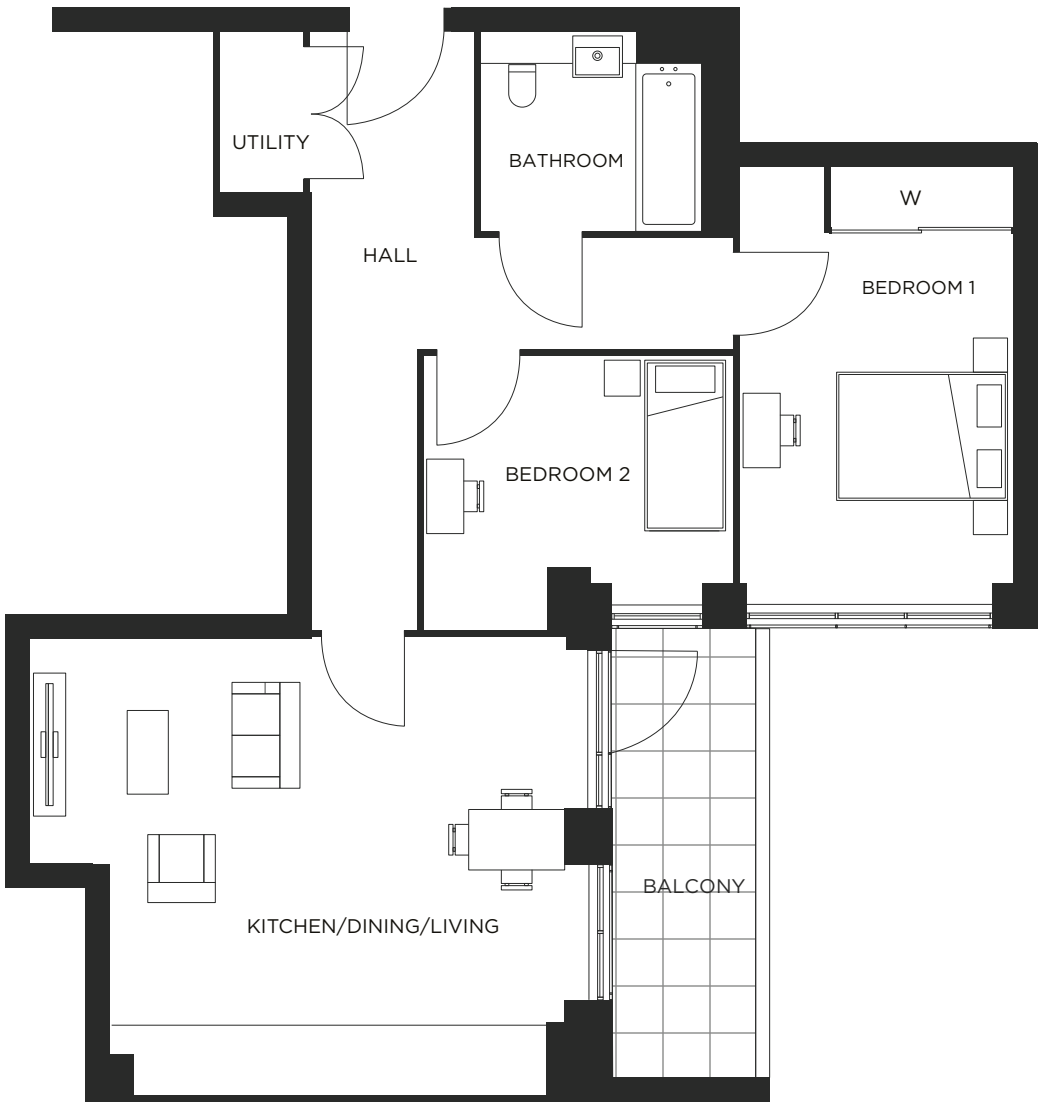 UTILITY
BATHROOM
W
HALL
BEDROOM 1
BEDROOM 2
BALCONY
KITCHEN/DINING/LIVING